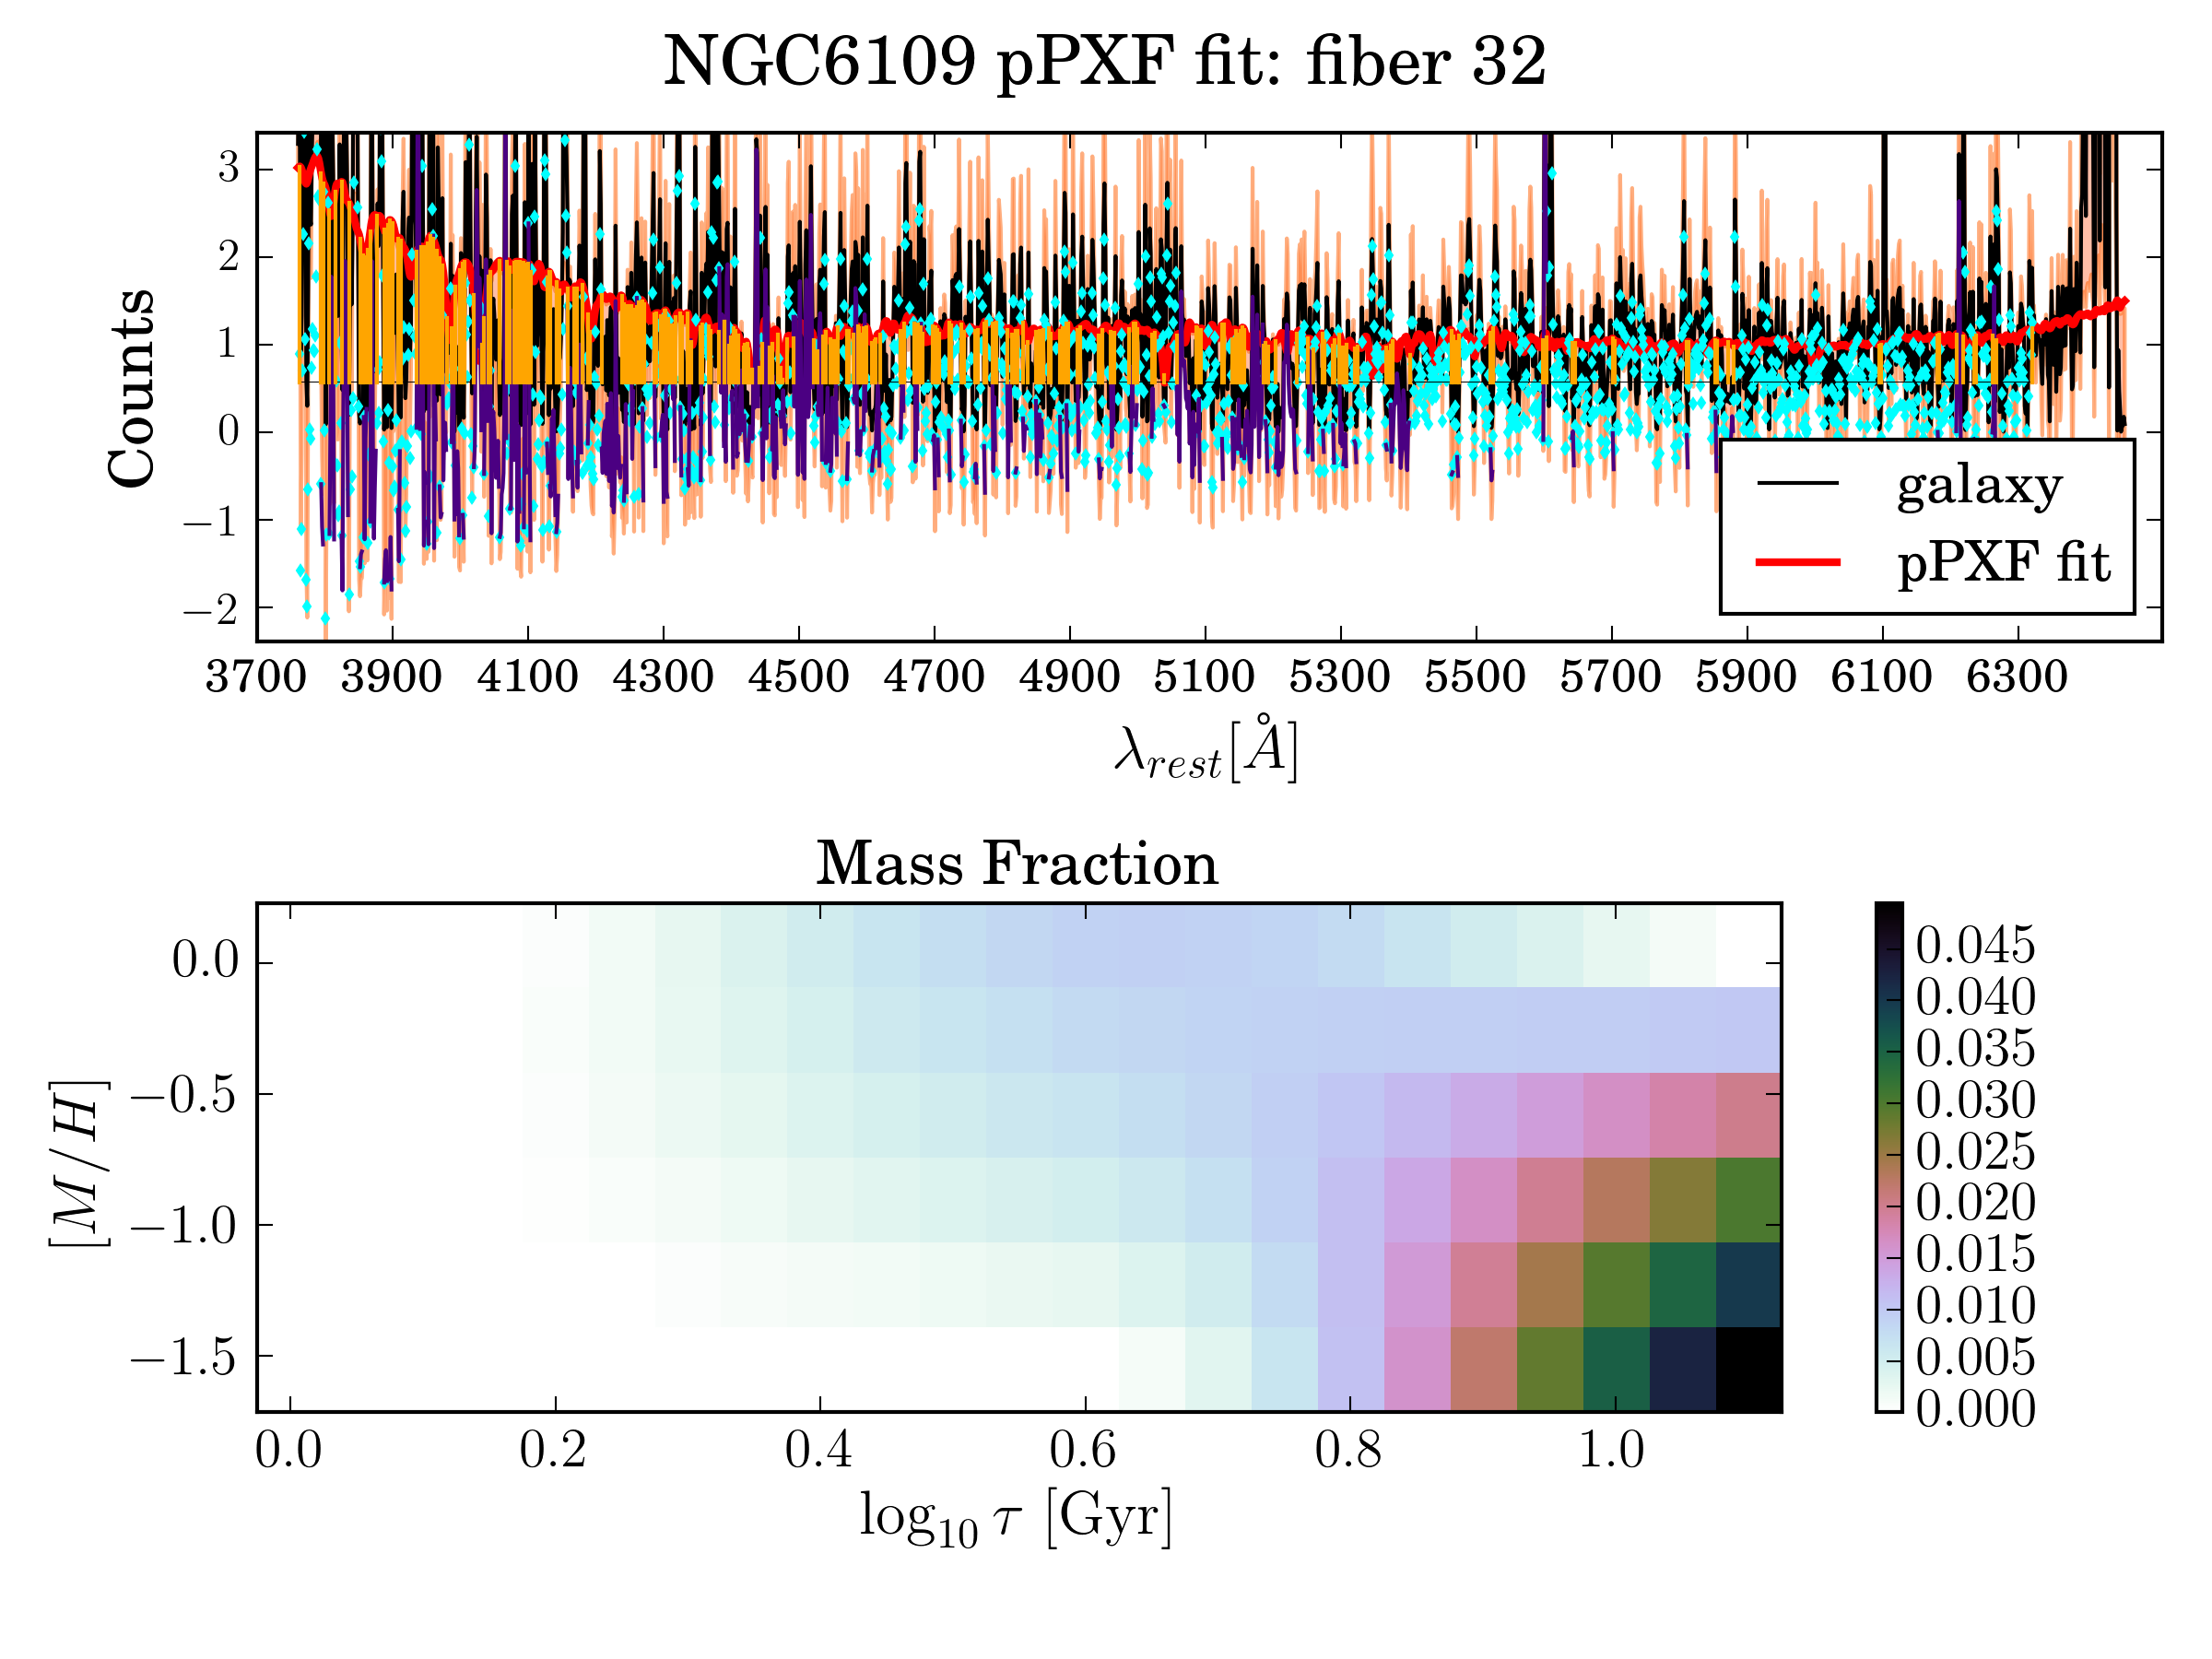 NGC6109 pPXF fit: fiber 32
Counts
3
2
1
0
−1
−2
galaxy
pPXF fit
3700 3900 4100 4300 4500 4700 4900 5100 5300 5500 5700 5900 6100 6300
λrest[Å]
Mass Fraction
[M/H]
0.0
−0.5
−1.0
−1.5
0.045
0.040
0.035
0.030
0.025
0.020
0.015
0.010
0.005
0.000
0.0 0.2 0.4 0.6 0.8 1.0
log10 τ [Gyr]